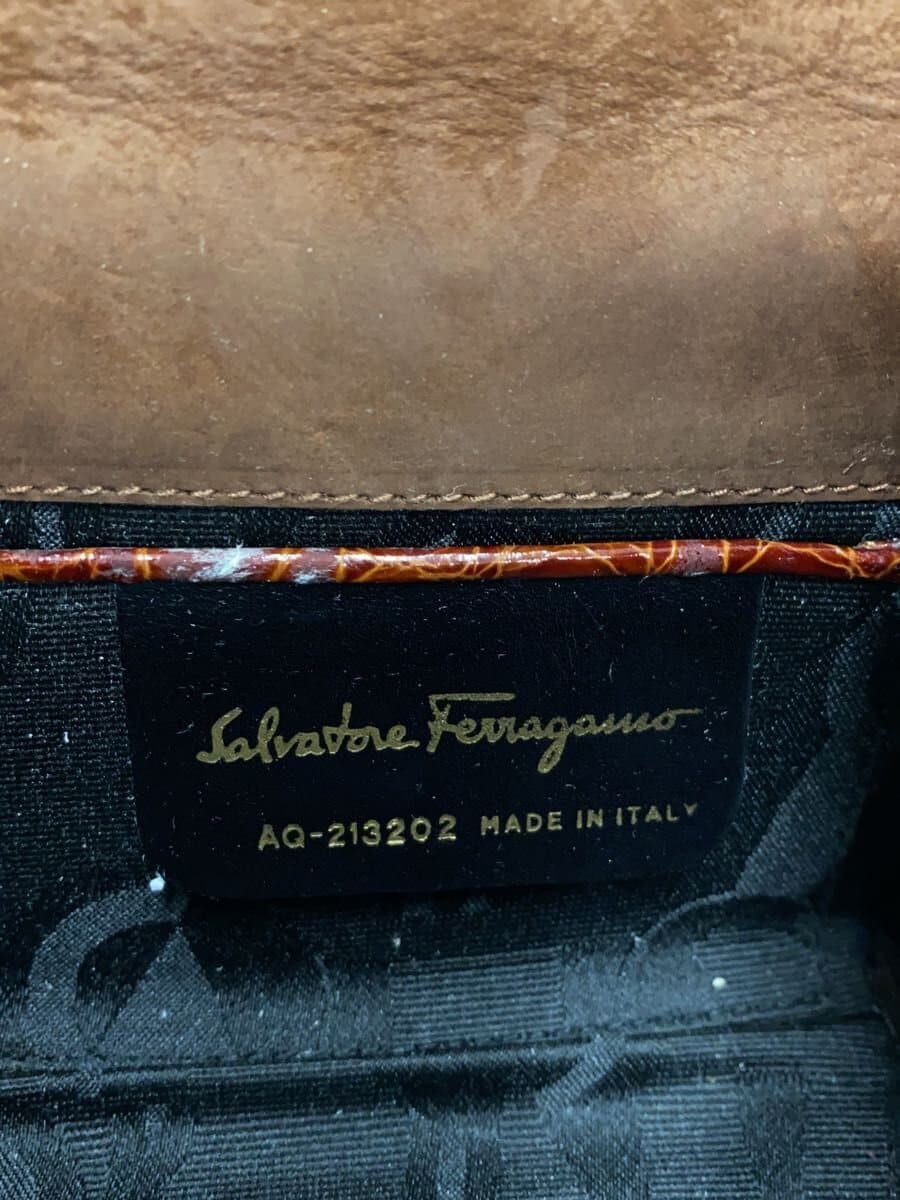 Salvatore Ferragamo
AQ-213202 MADE IN ITALY